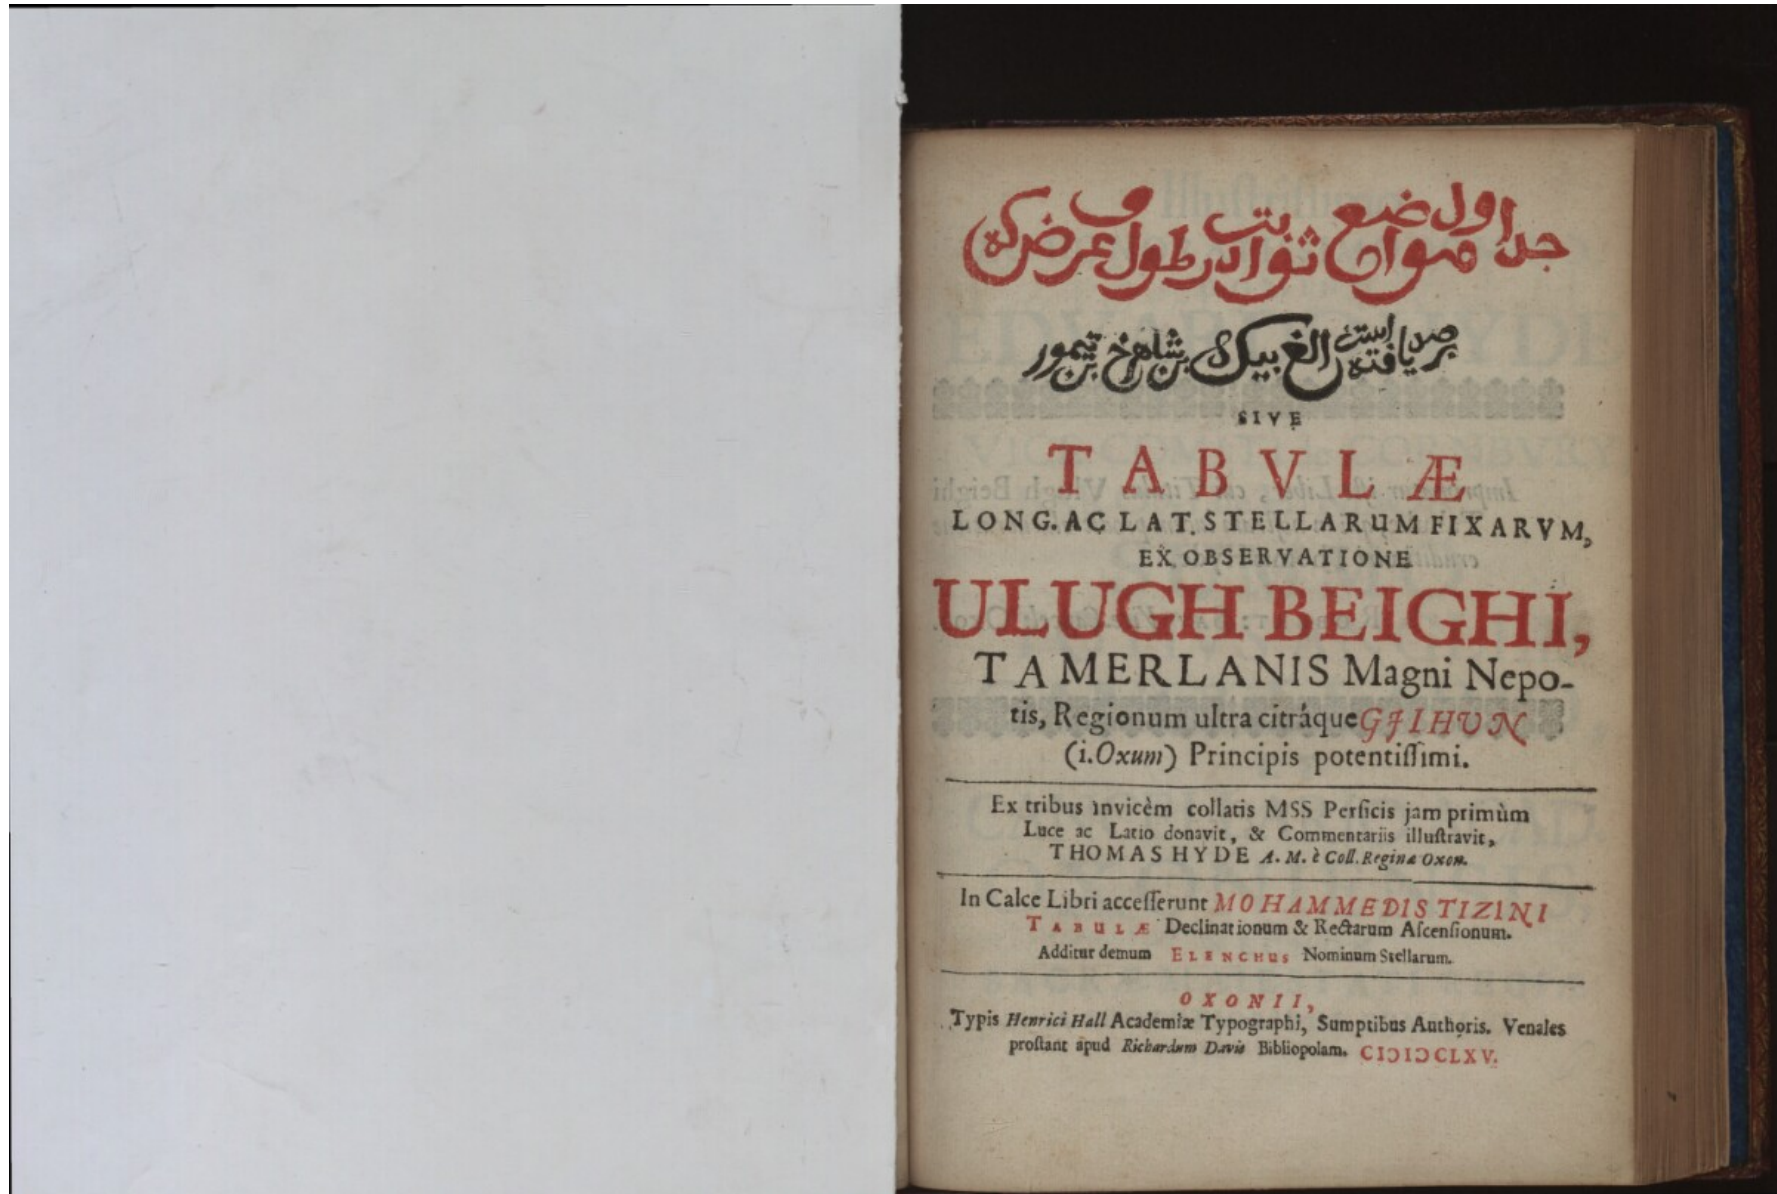 جداول مواضع ثوابت در طول و عرض که
برصد یافته است الغ بیک بن شاهرخ بن تیمور
SIVE
TABVLÆ
LONG. AC LAT. STELLARUM FIXARVM,
EX OBSERVATIONE
ULUGH BEIGHI,
TAMERLANIS Magni Nepo-
tis, Regionum ultra citráque GJIHUN
(i. Oxum) Principis potentiſſimi.
Ex tribus invicèm collatis MSS Perſicis jam primùm
Luce ac Latio donavit, & Commentariis illuſtravit,
THOMAS HYDE A. M. è Coll. Reginæ Oxon.
In Calce Libri acceſſerunt MOHAMMEDIS TIZINI
TABULÆ Declinationum & Rectarum Aſcenſionum.
Additur demum ELENCHUS Nominum Stellarum.
OXONII,
Typis Henrici Hall Academiæ Typographi, Sumptibus Authoris. Venales
proſtant apud Richardum Davis Bibliopolam. CIƆIƆCLXV.